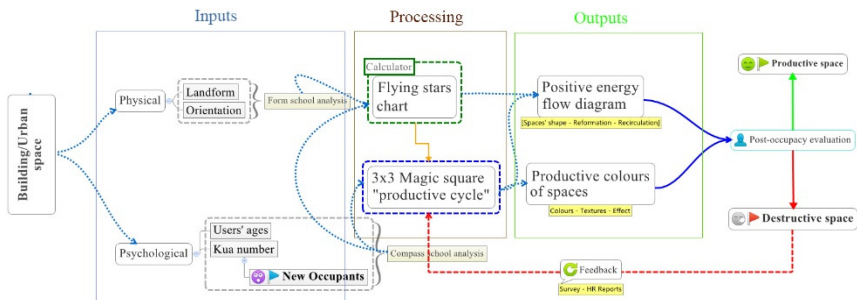 Inputs
Processing
Outputs
Building/Urban
space
Physical
Landform
Orientation
Form school analysis
Psychological
Users' ages
Kua number
New Occupants
Compass school analysis
Calculator
Flying stars
chart
3x3 Magic square
"productive cycle"
Positive energy
flow diagram
[Spaces' shape - Reformation - Recirculation]
Productive colours
of spaces
Colours - Textures - Effect
Productive space
Post-occupancy evaluation
Destructive space
Feedback
Survey - HR Reports